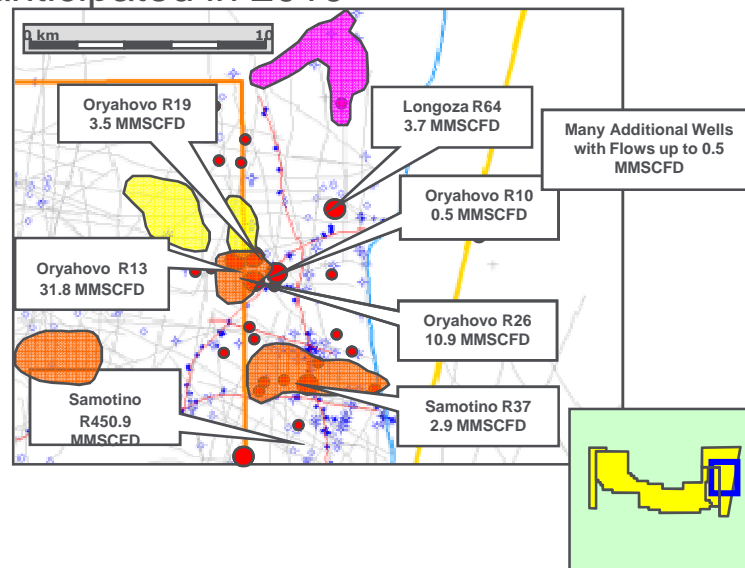 0 km 10
Oryahovo R19
3.5 MMSCFD
Longoza R64
3.7 MMSCFD
Many Additional Wells
with Flows up to 0.5
MMSCFD
Oryahovo R10
0.5 MMSCFD
Oryahovo R13
31.8 MMSCFD
Oryahovo R26
10.9 MMSCFD
Samotino
R450.9
MMSCFD
Samotino R37
2.9 MMSCFD